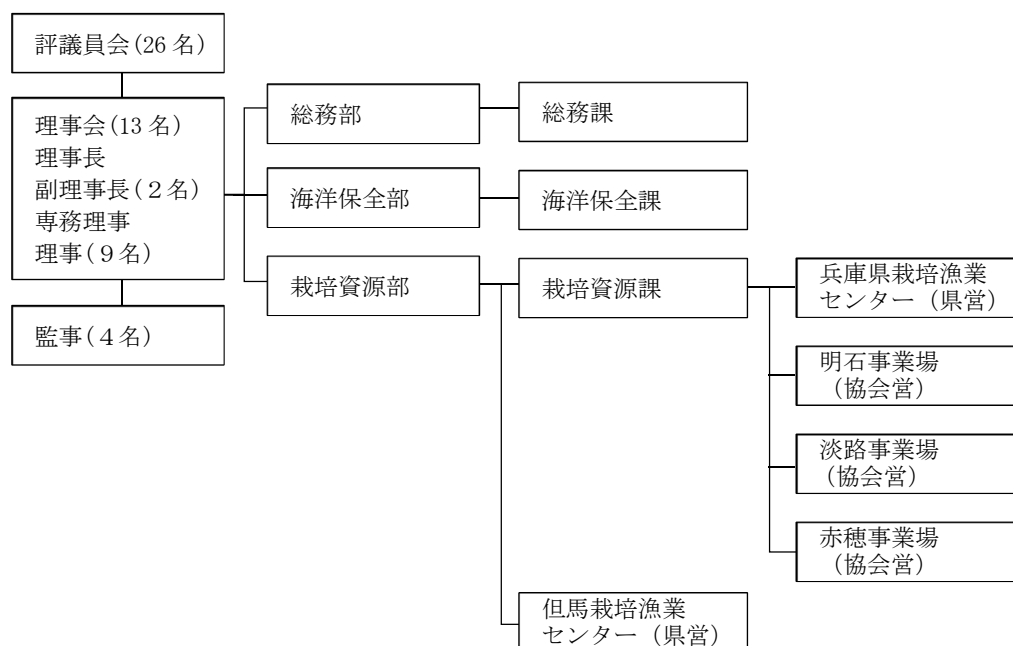 評議員会(26 名)
理事会(13 名)
理事長
副理事長(２名)
専務理事
理事(９名)
監事(４名)
総務部
総務課
海洋保全部
海洋保全課
栽培資源部
栽培資源課
兵庫県栽培漁業
センター（県営）
明石事業場
（協会営）
淡路事業場
（協会営）
赤穂事業場
（協会営）
但馬栽培漁業
センター（県営）